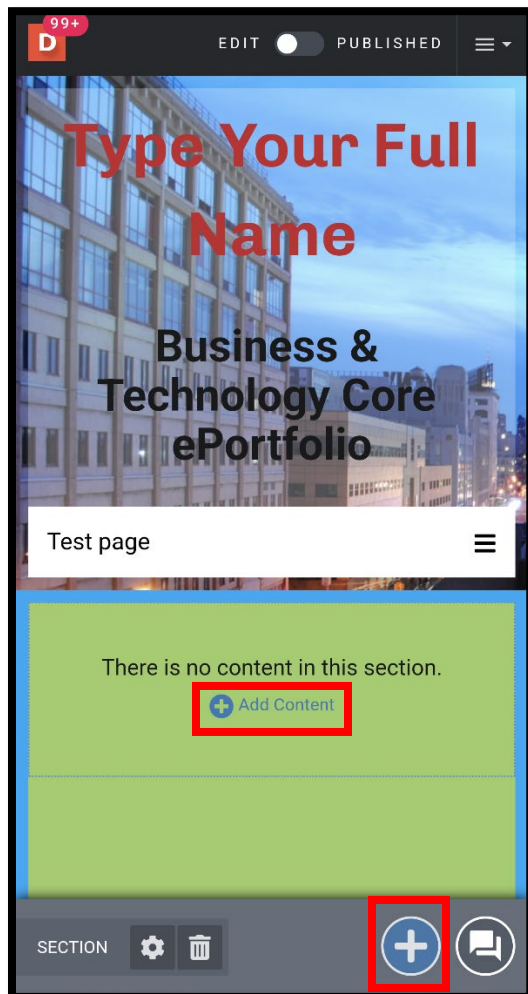 99+
D
EDIT PUBLISHED
Type Your Full
Name
Business &
Technology Core
ePortfolio
Test page
There is no content in this section.
Add Content
SECTION